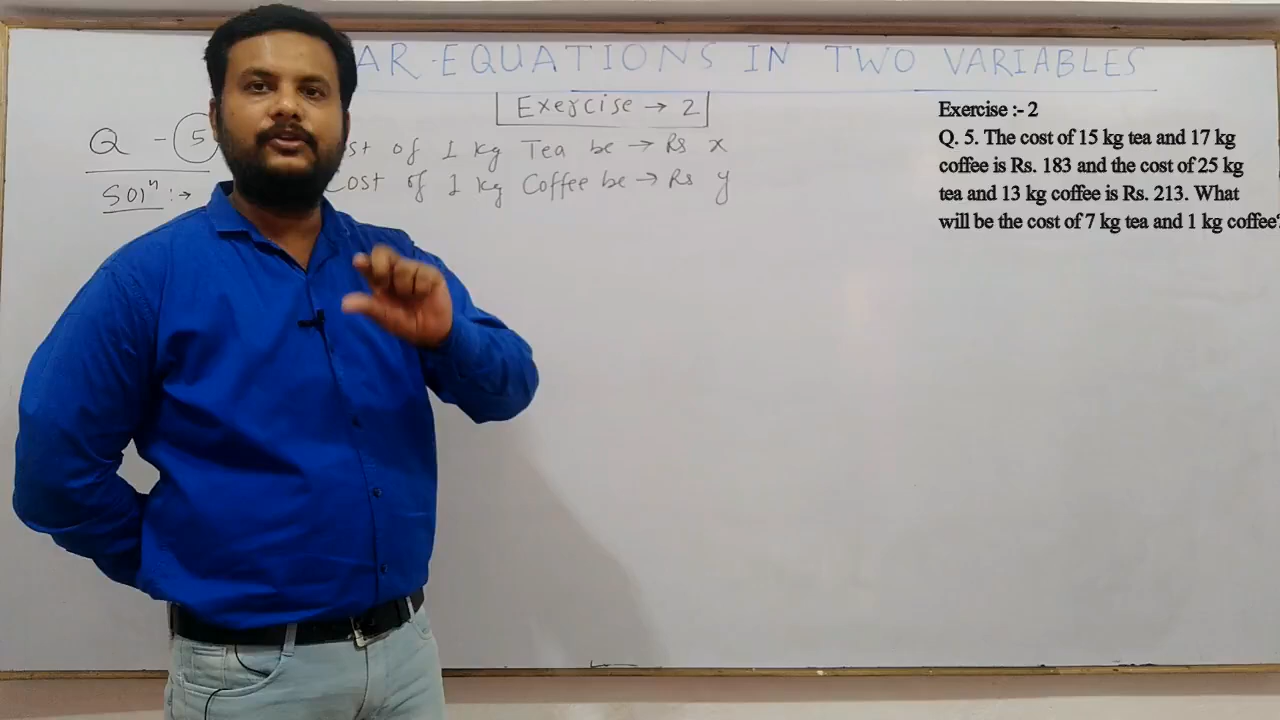 AR EQUATIONS IN TWO VARIABLES
Exercise → 2
Q - 5
st of 1 kg Tea be → Rs x
Solⁿ :→ Cost of 1 kg Coffee be → Rs y
Exercise :- 2
Q. 5. The cost of 15 kg tea and 17 kg
coffee is Rs. 183 and the cost of 25 kg
tea and 13 kg coffee is Rs. 213. What
will be the cost of 7 kg tea and 1 kg coffee?